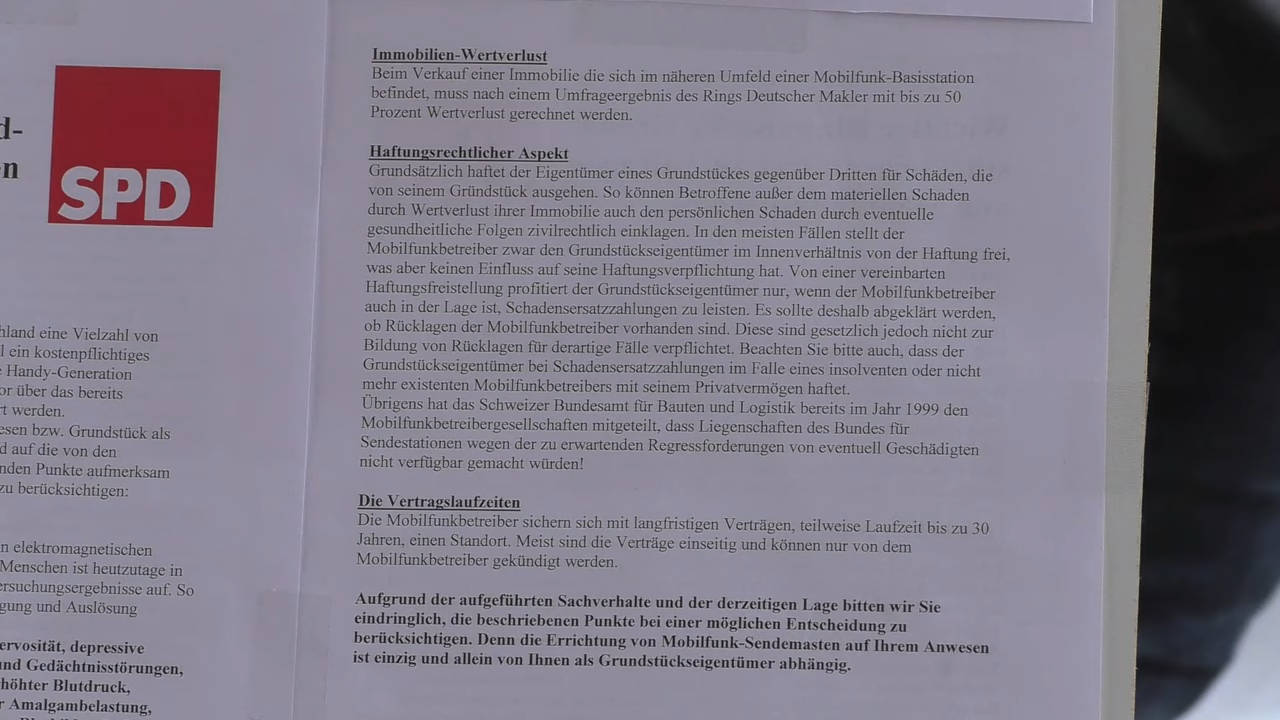 d-
en
SPD
hland eine Vielzahl von
l ein kostenpflichtiges
e Handy-Generation
or über das bereits
rt werden.
esen bzw. Grundstück als
d auf die von den
nden Punkte aufmerksam
zu berücksichtigen:
n elektromagnetischen
Menschen ist heutzutage in
ersuchungsergebnisse auf. So
gung und Auslösung
ervosität, depressive
und Gedächtnisstörungen,
höhter Blutdruck,
r Amalgambelastung,
Immobilien-Wertverlust
Beim Verkauf einer Immobilie die sich im näheren Umfeld einer Mobilfunk-Basisstation
befindet, muss nach einem Umfrageergebnis des Rings Deutscher Makler mit bis zu 50
Prozent Wertverlust gerechnet werden.
Haftungsrechtlicher Aspekt
Grundsätzlich haftet der Eigentümer eines Grundstückes gegenüber Dritten für Schäden, die
von seinem Gründstück ausgehen. So können Betroffene außer dem materiellen Schaden
durch Wertverlust ihrer Immobilie auch den persönlichen Schaden durch eventuelle
gesundheitliche Folgen zivilrechtlich einklagen. In den meisten Fällen stellt der
Mobilfunkbetreiber zwar den Grundstückseigentümer im Innenverhältnis von der Haftung frei,
was aber keinen Einfluss auf seine Haftungsverpflichtung hat. Von einer vereinbarten
Haftungsfreistellung profitiert der Grundstückseigentümer nur, wenn der Mobilfunkbetreiber
auch in der Lage ist, Schadensersatzzahlungen zu leisten. Es sollte deshalb abgeklärt werden,
ob Rücklagen der Mobilfunkbetreiber vorhanden sind. Diese sind gesetzlich jedoch nicht zur
Bildung von Rücklagen für derartige Fälle verpflichtet. Beachten Sie bitte auch, dass der
Grundstückseigentümer bei Schadensersatzzahlungen im Falle eines insolventen oder nicht
mehr existenten Mobilfunkbetreibers mit seinem Privatvermögen haftet.
Übrigens hat das Schweizer Bundesamt für Bauten und Logistik bereits im Jahr 1999 den
Mobilfunkbetreibergesellschaften mitgeteilt, dass Liegenschaften des Bundes für
Sendestationen wegen der zu erwartenden Regressforderungen von eventuell Geschädigten
nicht verfügbar gemacht würden!
Die Vertragslaufzeiten
Die Mobilfunkbetreiber sichern sich mit langfristigen Verträgen, teilweise Laufzeit bis zu 30
Jahren, einen Standort. Meist sind die Verträge einseitig und können nur von dem
Mobilfunkbetreiber gekündigt werden.
Aufgrund der aufgeführten Sachverhalte und der derzeitigen Lage bitten wir Sie
eindringlich, die beschriebenen Punkte bei einer möglichen Entscheidung zu
berücksichtigen. Denn die Errichtung von Mobilfunk-Sendemasten auf Ihrem Anwesen
ist einzig und allein von Ihnen als Grundstückseigentümer abhängig.